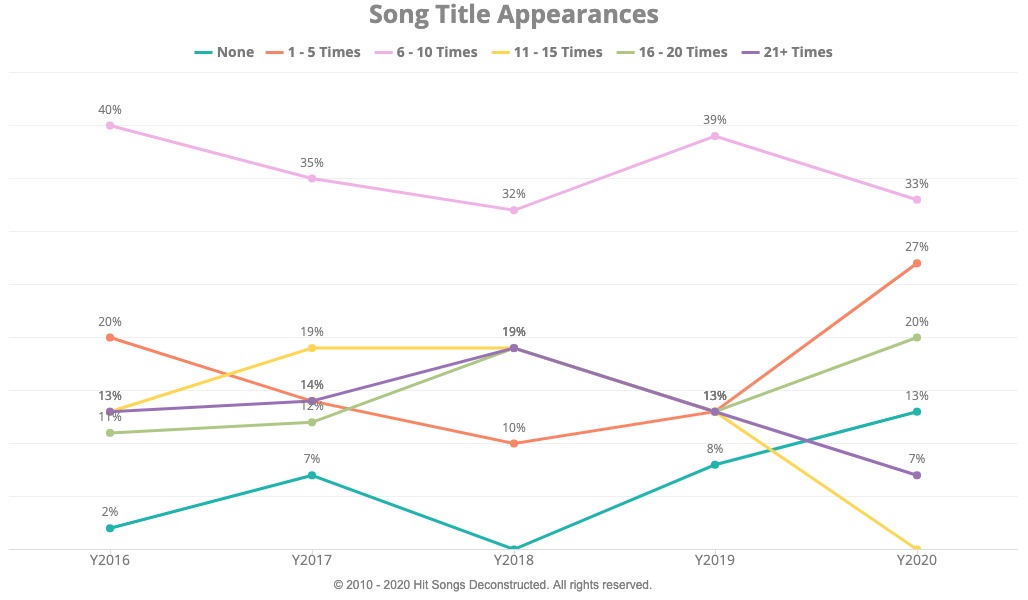 Song Title Appearances
None 1 - 5 Times 6 - 10 Times 11 - 15 Times 16 - 20 Times 21+ Times
40% 39%
35%
32% 33%
27%
20% 19% 19% 20%
13% 14% 13% 13%
11% 12%
10%
7% 8% 7%
2%
Y2016 Y2017 Y2018 Y2019 Y2020
© 2010 - 2020 Hit Songs Deconstructed. All rights reserved.